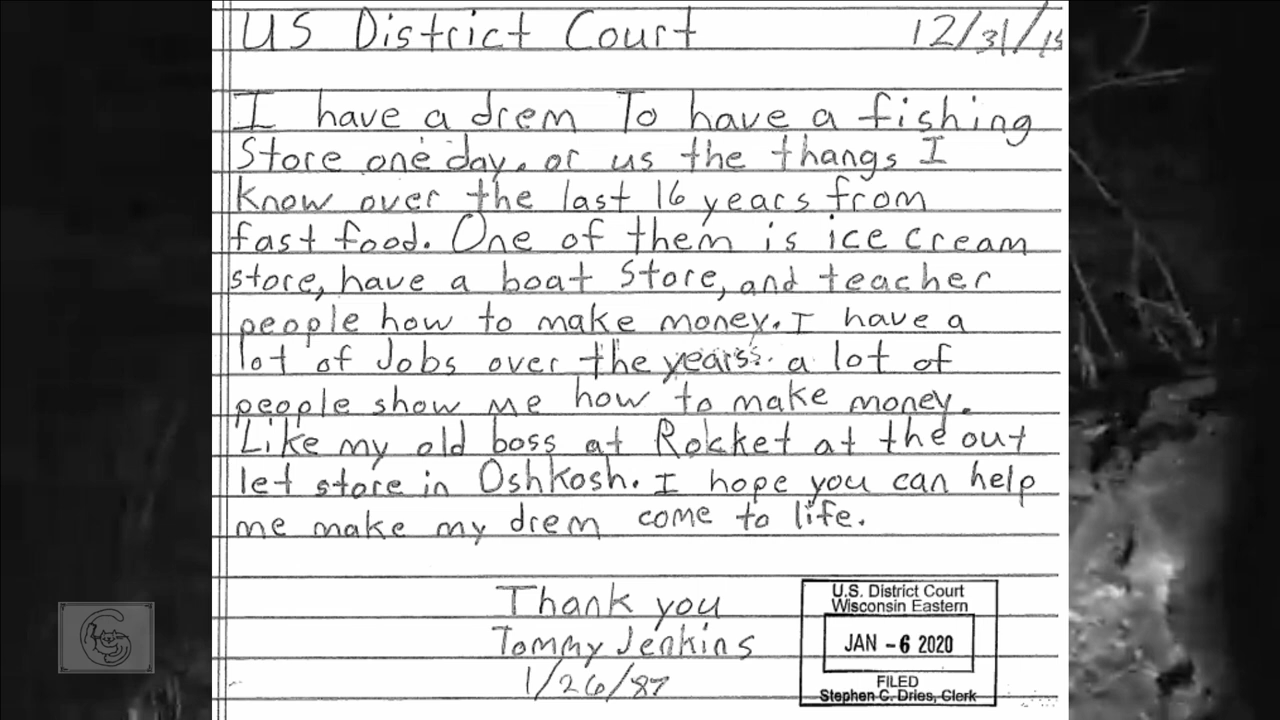 US District Court 12/31/19
I have a drem To have a fishing
Store one day. or us the thangs I
know over the last 16 years from
fast food. One of them is ice cream
store, have a boat Store, and teacher
people how to make money. I have a
lot of Jobs over the years. a lot of
people show me how to make money.
Like my old boss at Rocket at the out
let store in Oshkosh. I hope you can help
me make my drem come to life.
Thank you
Tommy Jenkins
1/26/87
U.S. District Court
Wisconsin Eastern
JAN - 6 2020
FILED
Stephen C. Dries, Clerk